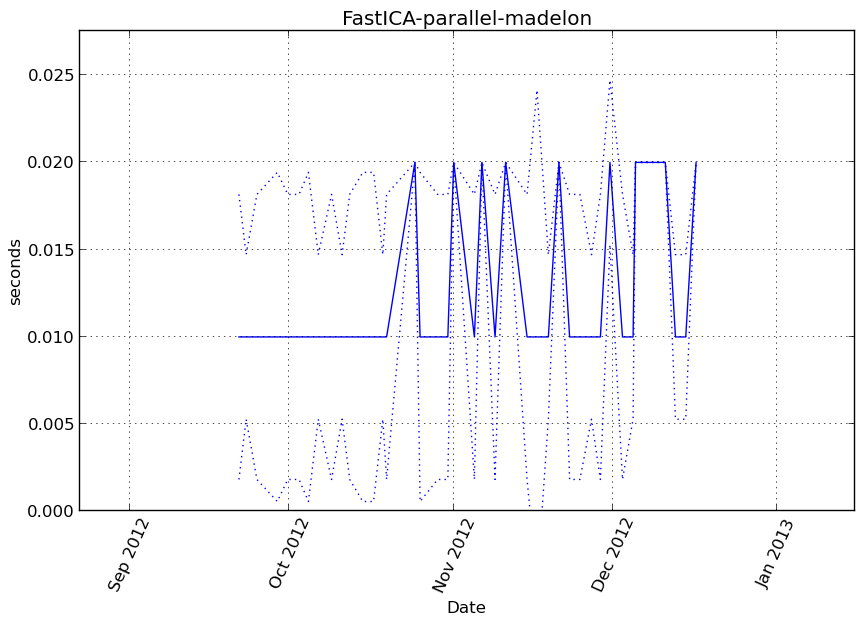 FastICA-parallel-madelon
0.025
0.020
0.015
0.010
0.005
0.000
seconds
Sep 2012
Oct 2012
Nov 2012
Dec 2012
Jan 2013
Date